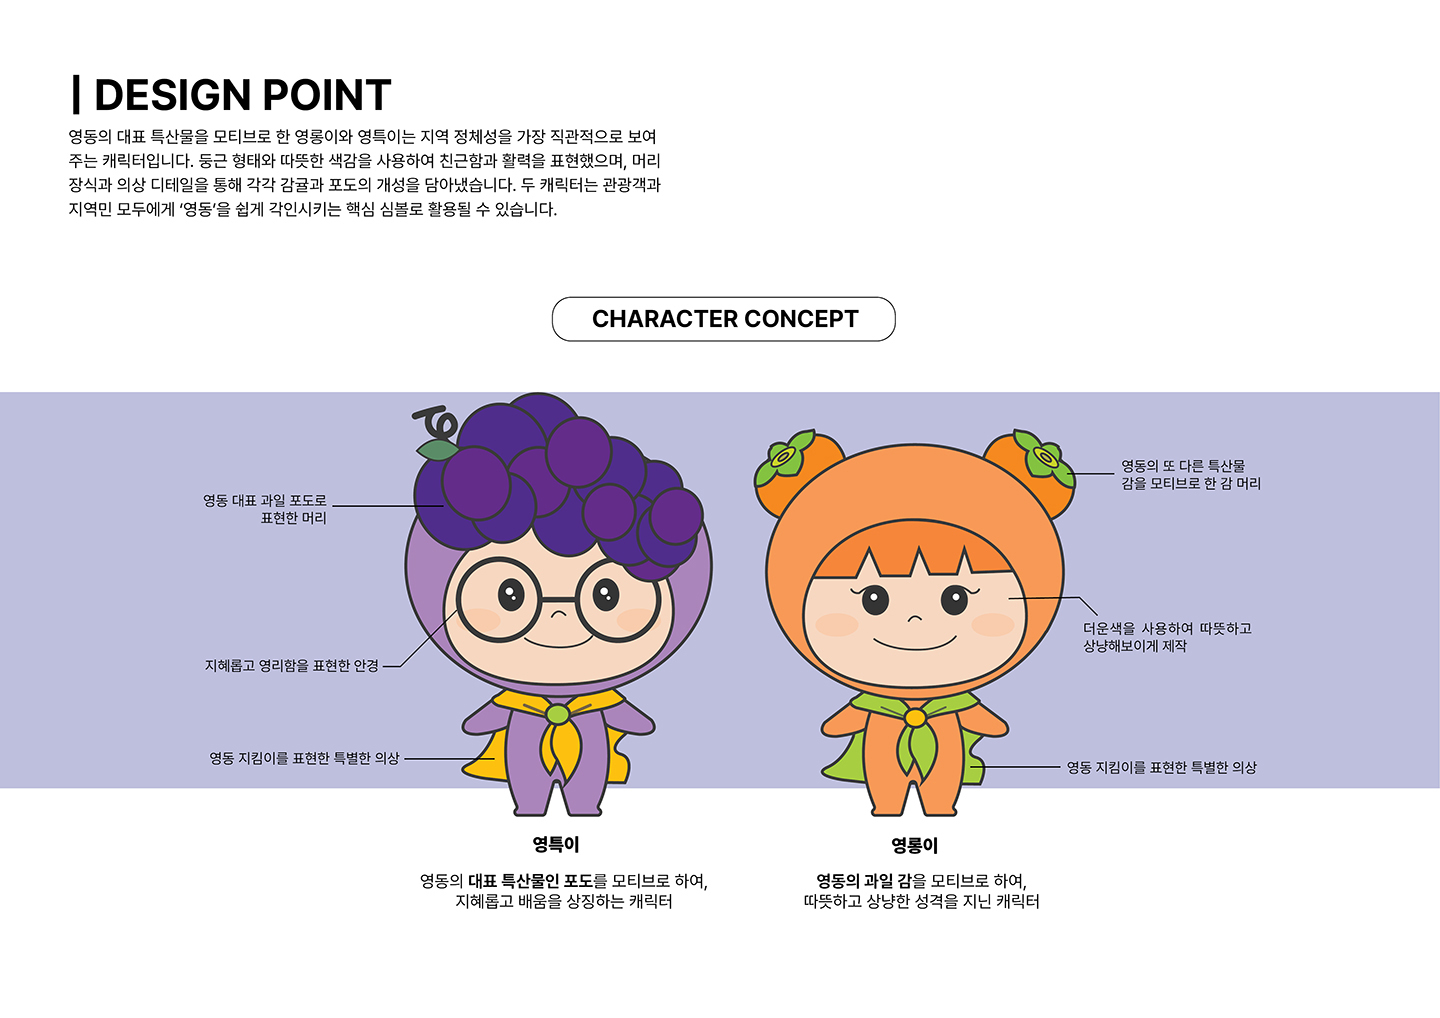 DESIGN POINT
영동의 대표 특산물을 모티브로 한 영롱이와 영특이는 지역 정체성을 가장 직관적으로 보여
주는 캐릭터입니다. 둥근 형태와 따뜻한 색감을 사용하여 친근함과 활력을 표현했으며, 머리
장식과 의상 디테일을 통해 각각 감귤과 포도의 개성을 담아냈습니다. 두 캐릭터는 관광객과
지역민 모두에게 ‘영동’을 쉽게 각인시키는 핵심 심볼로 활용될 수 있습니다.
CHARACTER CONCEPT
영동 대표 과일 포도로
표현한 머리
지혜롭고 영리함을 표현한 안경
영동 지킴이를 표현한 특별한 의상
영동의 또 다른 특산물
감을 모티브로 한 감 머리
더운색을 사용하여 따뜻하고
상냥해보이게 제작
영동 지킴이를 표현한 특별한 의상
영특이
영동의 대표 특산물인 포도를 모티브로 하여,
지혜롭고 배움을 상징하는 캐릭터
영롱이
영동의 과일 감을 모티브로 하여,
따뜻하고 상냥한 성격을 지닌 캐릭터